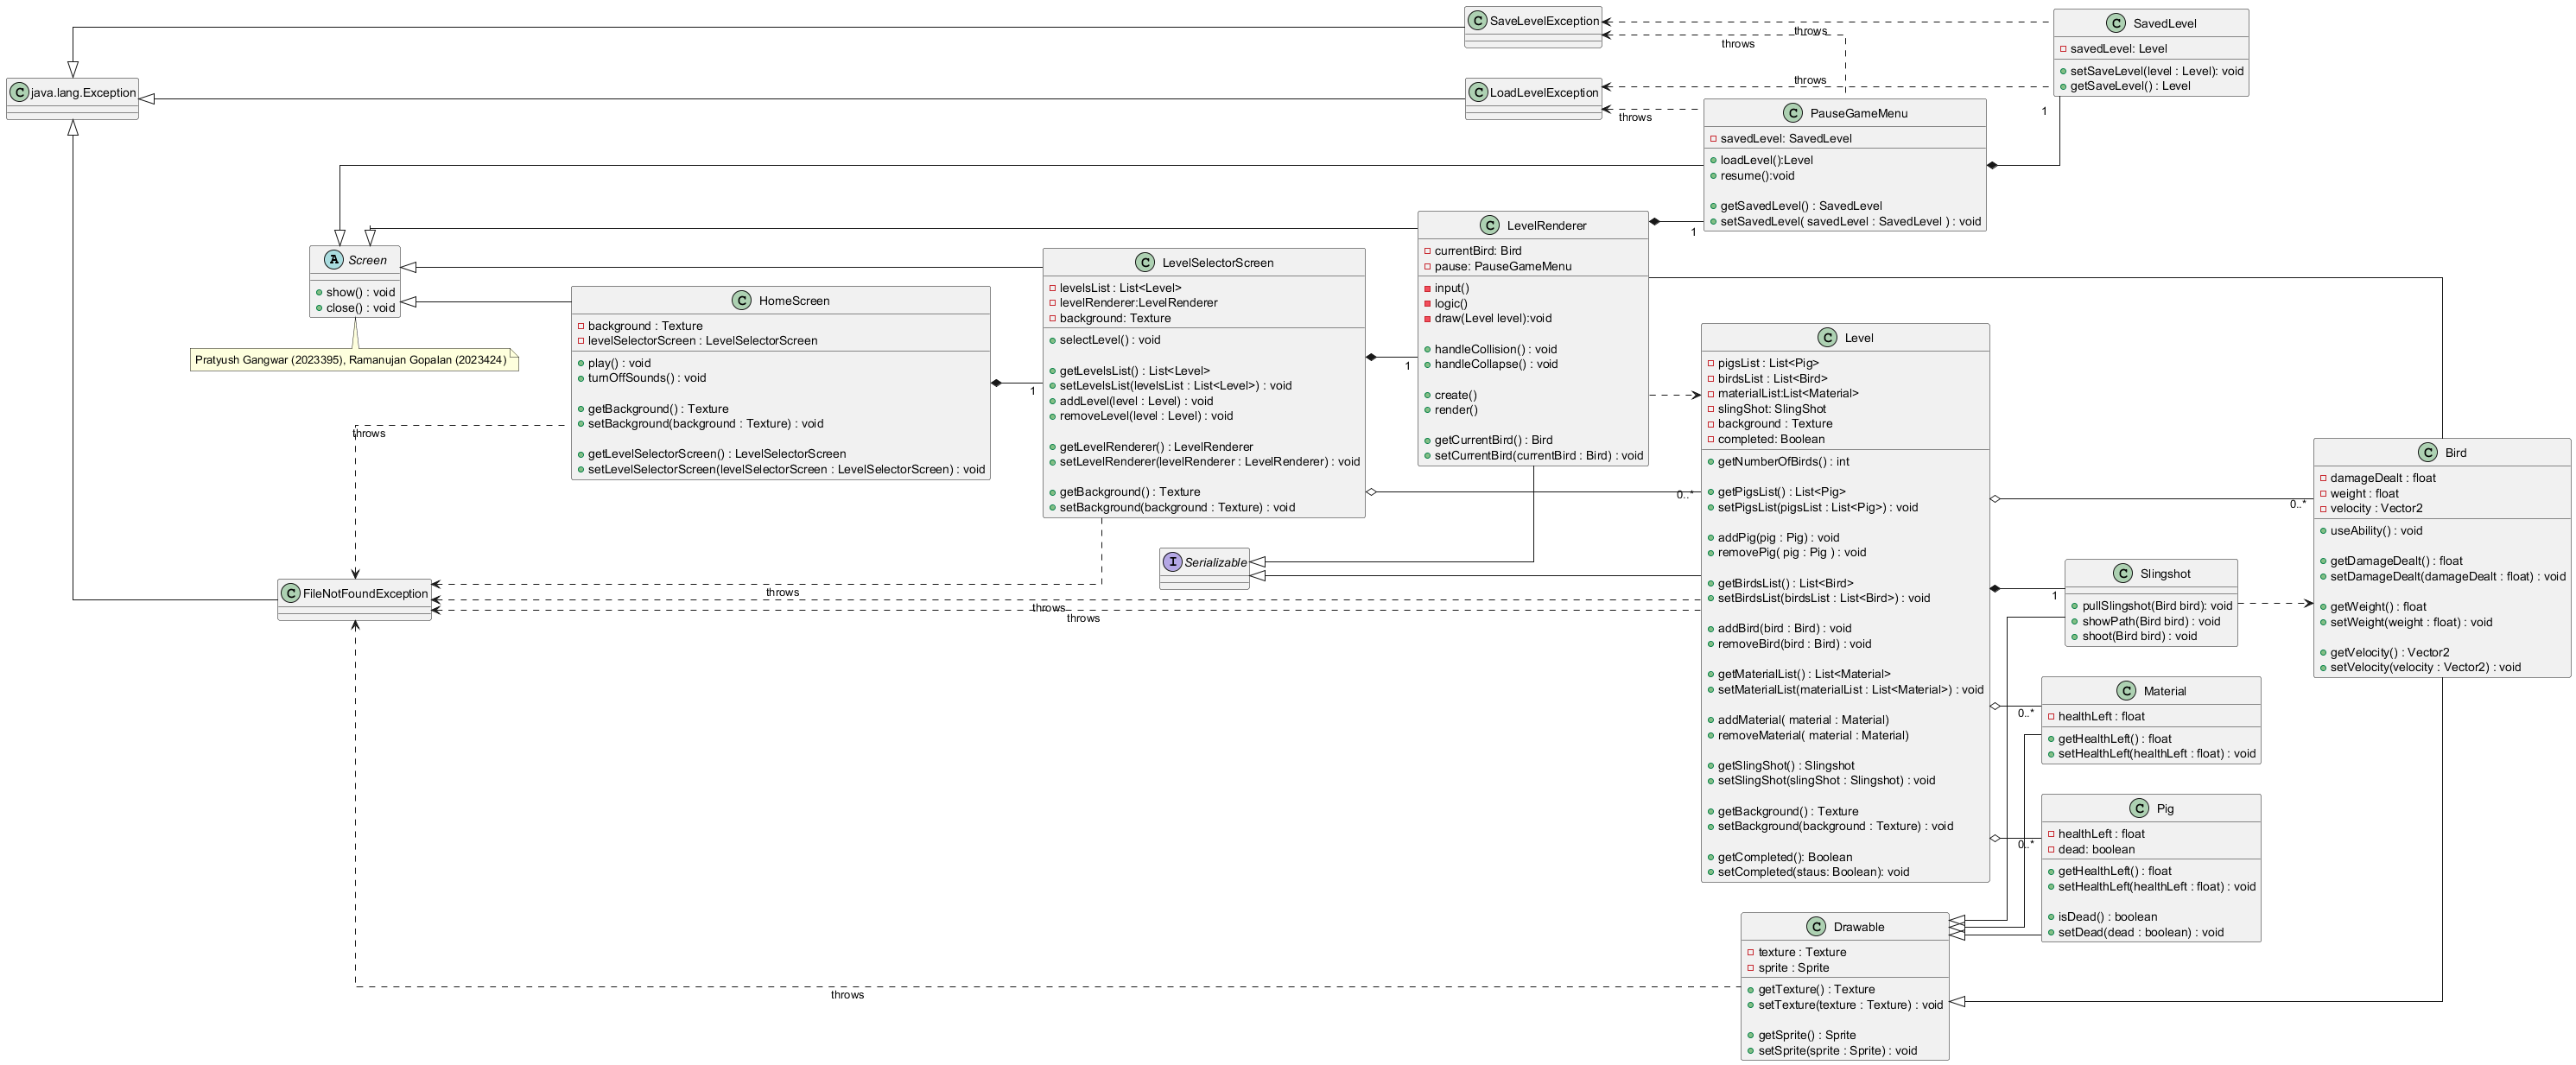 C SaveLevelException
throws
throws
C SavedLevel
savedLevel: Level
setSaveLevel(level : Level): void
getSaveLevel() : Level
1
C java.lang.Exception
C LoadLevelException
throws
throws
C PauseGameMenu
savedLevel: SavedLevel
loadLevel():Level
resume():void
getSavedLevel() : SavedLevel
setSavedLevel( savedLevel : SavedLevel ) : void
1
A Screen
show() : void
close() : void
Pratyush Gangwar (2023395), Ramanujan Gopalan (2023424)
C HomeScreen
background : Texture
levelSelectorScreen : LevelSelectorScreen
play() : void
turnOffSounds() : void
getBackground() : Texture
setBackground(background : Texture) : void
getLevelSelectorScreen() : LevelSelectorScreen
setLevelSelectorScreen(levelSelectorScreen : LevelSelectorScreen) : void
1
throws
C LevelSelectorScreen
levelsList : List<Level>
levelRenderer:LevelRenderer
background: Texture
selectLevel() : void
getLevelsList() : List<Level>
setLevelsList(levelsList : List<Level>) : void
addLevel(level : Level) : void
removeLevel(level : Level) : void
getLevelRenderer() : LevelRenderer
setLevelRenderer(levelRenderer : LevelRenderer) : void
getBackground() : Texture
setBackground(background : Texture) : void
1
0..*
C LevelRenderer
currentBird: Bird
pause: PauseGameMenu
input()
logic()
draw(Level level):void
handleCollision() : void
handleCollapse() : void
create()
render()
getCurrentBird() : Bird
setCurrentBird(currentBird : Bird) : void
I Serializable
C FileNotFoundException
throws
throws
throws
throws
C Level
pigsList : List<Pig>
birdsList : List<Bird>
materialList:List<Material>
slingShot: SlingShot
background : Texture
completed: Boolean
getNumberOfBirds() : int
getPigsList() : List<Pig>
setPigsList(pigsList : List<Pig>) : void
addPig(pig : Pig) : void
removePig( pig : Pig ) : void
getBirdsList() : List<Bird>
setBirdsList(birdsList : List<Bird>) : void
addBird(bird : Bird) : void
removeBird(bird : Bird) : void
getMaterialList() : List<Material>
setMaterialList(materialList : List<Material>) : void
addMaterial( material : Material)
removeMaterial( material : Material)
getSlingShot() : Slingshot
setSlingShot(slingShot : Slingshot) : void
getBackground() : Texture
setBackground(background : Texture) : void
getCompleted(): Boolean
setCompleted(staus: Boolean): void
0..*
1
0..*
0..*
C Bird
damageDealt : float
weight : float
velocity : Vector2
useAbility() : void
getDamageDealt() : float
setDamageDealt(damageDealt : float) : void
getWeight() : float
setWeight(weight : float) : void
getVelocity() : Vector2
setVelocity(velocity : Vector2) : void
C Slingshot
pullSlingshot(Bird bird): void
showPath(Bird bird) : void
shoot(Bird bird) : void
C Material
healthLeft : float
getHealthLeft() : float
setHealthLeft(healthLeft : float) : void
C Pig
healthLeft : float
dead: boolean
getHealthLeft() : float
setHealthLeft(healthLeft : float) : void
isDead() : boolean
setDead(dead : boolean) : void
C Drawable
texture : Texture
sprite : Sprite
getTexture() : Texture
setTexture(texture : Texture) : void
getSprite() : Sprite
setSprite(sprite : Sprite) : void